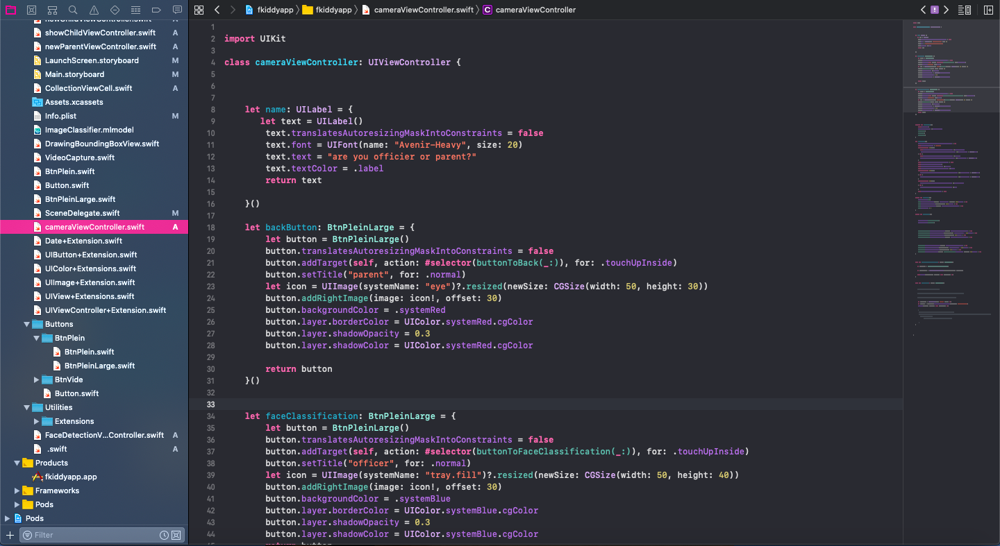 fkiddyapp
fkiddyapp
cameraViewController.swift
cameraViewController
newChildViewController.swift A
showChildViewController.swift A
newParentViewController.swift A
LaunchScreen.storyboard M
Main.storyboard M
CollectionViewCell.swift A
Assets.xcassets
Info.plist M
ImageClassifier.mlmodel
DrawingBoundingBoxView.swift
VideoCapture.swift
BtnPlein.swift
Button.swift
BtnPleinLarge.swift
SceneDelegate.swift M
cameraViewController.swift A
Date+Extension.swift
UIButton+Extension.swift
UIColor+Extensions.swift
UIImage+Extension.swift
UIView+Extensions.swift
UIViewController+Extension.swift
Buttons
BtnPlein
BtnPlein.swift
BtnPleinLarge.swift
BtnVide
Button.swift
Utilities
Extensions
FaceDetectionV...Controller.swift A
.swift A
Products
fkiddyapp.app
Frameworks
Pods
Pods
Filter
1
2 import UIKit
3
4 class cameraViewController: UIViewController {
5
6
7
8 let name: UILabel = {
9 let text = UILabel()
10 text.translatesAutoresizingMaskIntoConstraints = false
11 text.font = UIFont(name: "Avenir-Heavy", size: 20)
12 text.text = "are you officier or parent?"
13 text.textColor = .label
14 return text
15
16 }()
17
18 let backButton: BtnPleinLarge = {
19 let button = BtnPleinLarge()
20 button.translatesAutoresizingMaskIntoConstraints = false
21 button.addTarget(self, action: #selector(buttonToBack(_:)), for: .touchUpInside)
22 button.setTitle("parent", for: .normal)
23 let icon = UIImage(systemName: "eye")?.resized(newSize: CGSize(width: 50, height: 30))
24 button.addRightImage(image: icon!, offset: 30)
25 button.backgroundColor = .systemRed
26 button.layer.borderColor = UIColor.systemRed.cgColor
27 button.layer.shadowOpacity = 0.3
28 button.layer.shadowColor = UIColor.systemRed.cgColor
29
30 return button
31 }()
32
33
34 let faceClassification: BtnPleinLarge = {
35 let button = BtnPleinLarge()
36 button.translatesAutoresizingMaskIntoConstraints = false
37 button.addTarget(self, action: #selector(buttonToFaceClassification(_:)), for: .touchUpInside)
38 button.setTitle("officer", for: .normal)
39 let icon = UIImage(systemName: "tray.fill")?.resized(newSize: CGSize(width: 50, height: 40))
40 button.addRightImage(image: icon!, offset: 30)
41 button.backgroundColor = .systemBlue
42 button.layer.borderColor = UIColor.systemBlue.cgColor
43 button.layer.shadowOpacity = 0.3
44 button.layer.shadowColor = UIColor.systemBlue.cgColor
45 return button